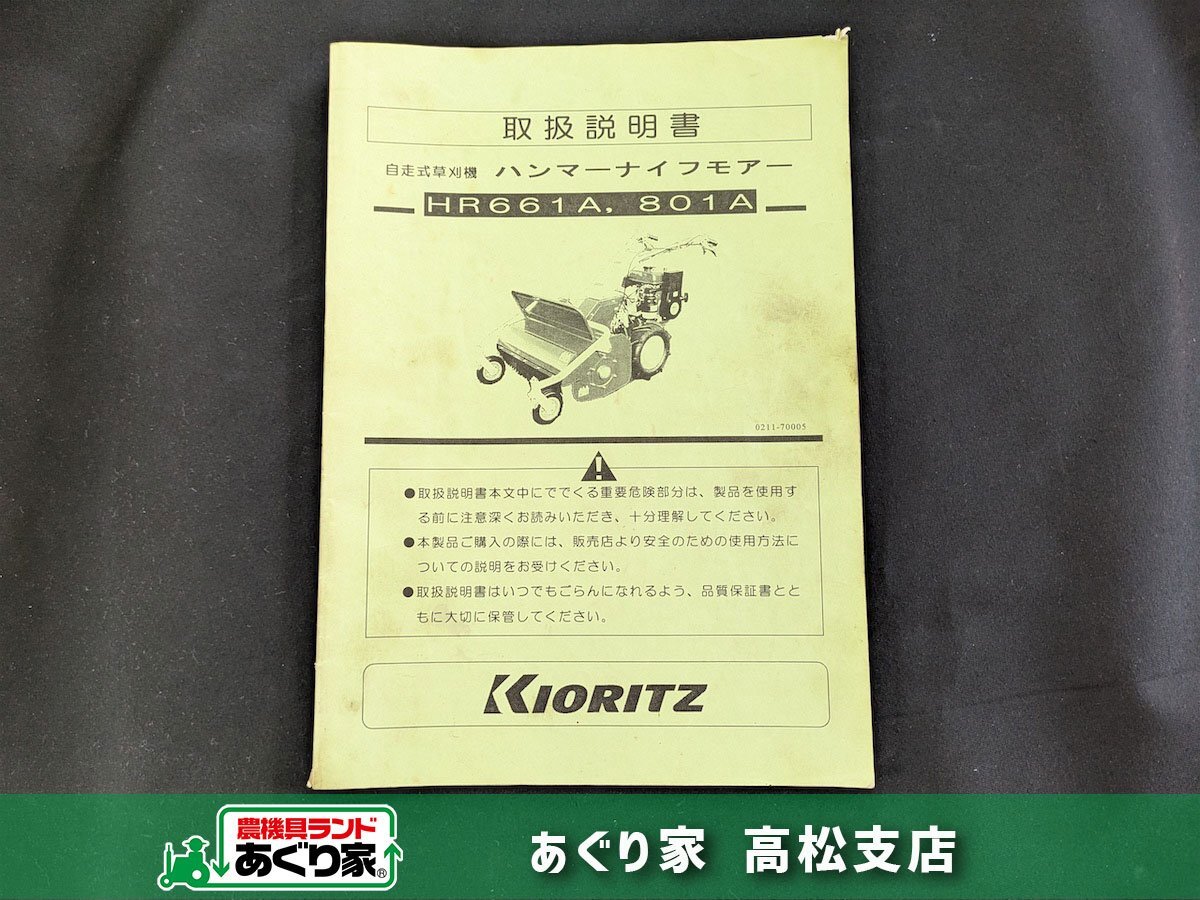 取扱説明書
自走式草刈機 ハンマーナイフモアー
HR661A, 801A
0211-70005
●取扱説明書本文中にでてくる重要危険部分は、製品を使用す
る前に注意深くお読みいただき、十分理解してください。
●本製品ご購入の際には、販売店より安全のための使用方法に
ついての説明をお受けください。
●取扱説明書はいつでもごらんになれるよう、品質保証書とと
もに大切に保管してください。
KIORITZ
農機具ランド
あぐり家®
あぐり家 高松支店